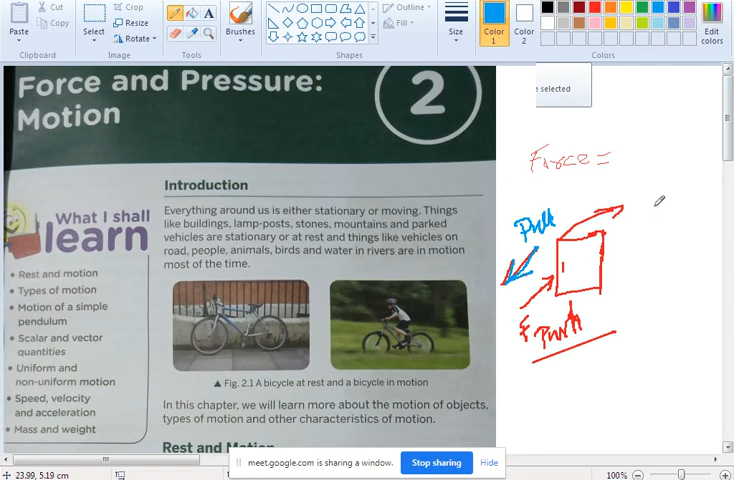 Cut
Copy
Paste
Clipboard
Crop
Resize
Select
Rotate
Image
Tools
Brushes
Shapes
Outline
Fill
Size
Color
1
Color
2
Colors
Edit
colors
Force and Pressure:
Motion
2
e selected
Force =
Pull
Push
What I shall
learn
• Rest and motion
• Types of motion
• Motion of a simple
pendulum
• Scalar and vector
quantities
• Uniform and
non-uniform motion
• Speed, velocity
and acceleration
• Mass and weight
Introduction
Everything around us is either stationary or moving. Things
like buildings, lamp-posts, stones, mountains and parked
vehicles are stationary or at rest and things like vehicles on
road, people, animals, birds and water in rivers are in motion
most of the time.
▲ Fig. 2.1 A bicycle at rest and a bicycle in motion
In this chapter, we will learn more about the motion of objects,
types of motion and other characteristics of motion.
Rest and Motion
meet.google.com is sharing a window.
Stop sharing
Hide
23.99, 5.19 cm
100%